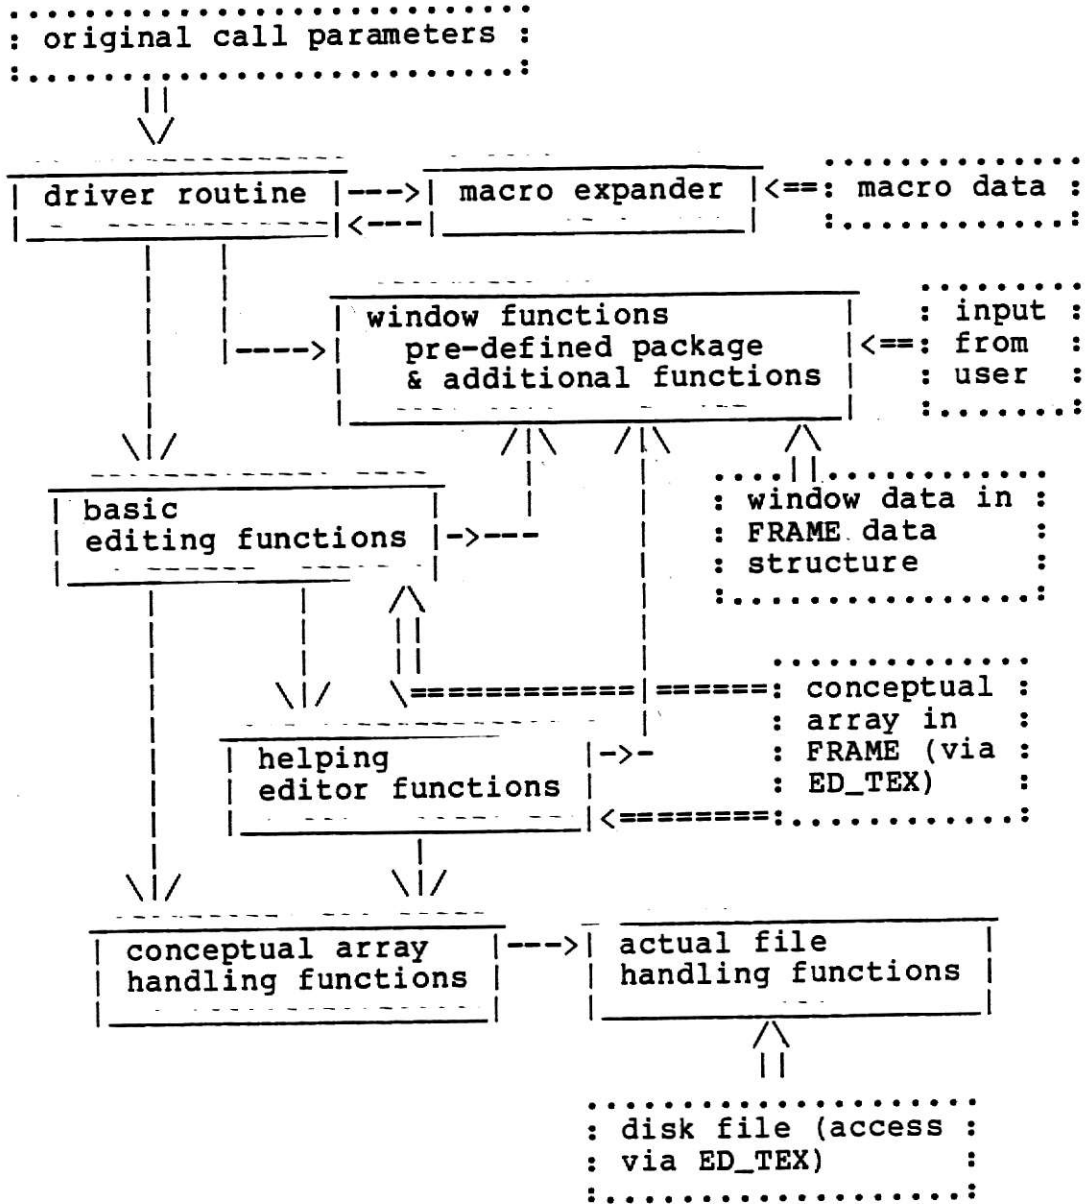 original call parameters
driver routine
macro expander
macro data
window functions
pre-defined package
& additional functions
input
from
user
basic
editing functions
window data in
FRAME data
structure
conceptual
array in
FRAME (via
ED_TEX)
helping
editor functions
conceptual array
handling functions
actual file
handling functions
disk file (access
via ED_TEX)